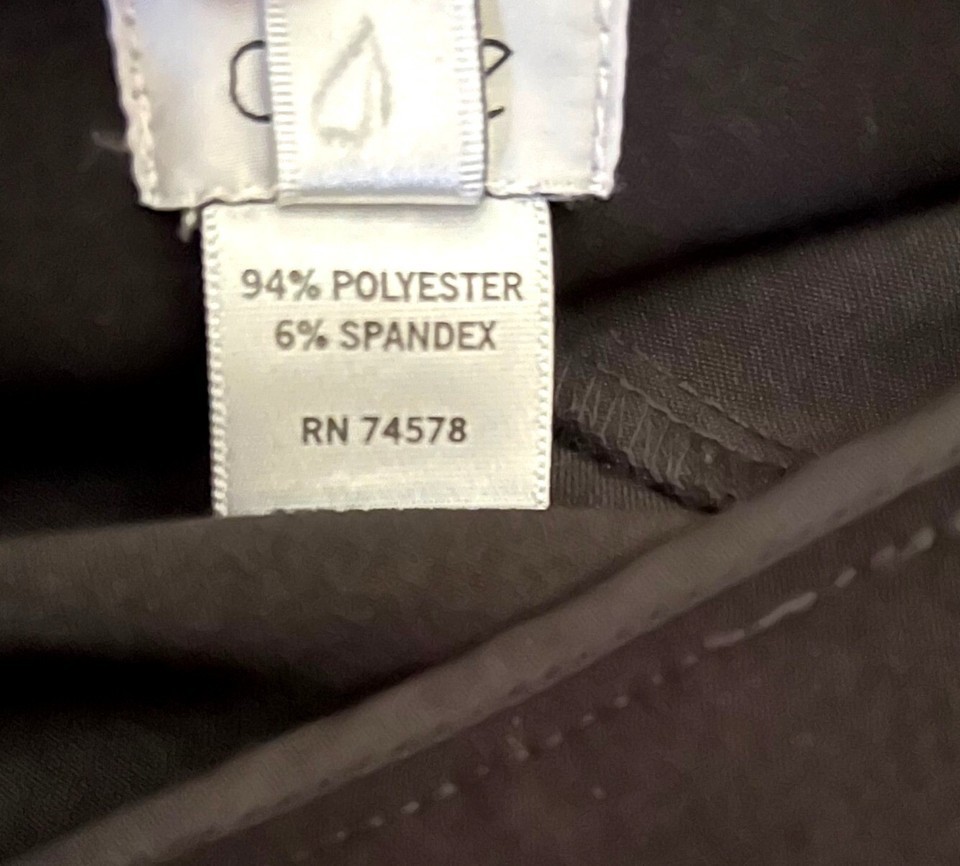 94% POLYESTER
6% SPANDEX
RN 74578